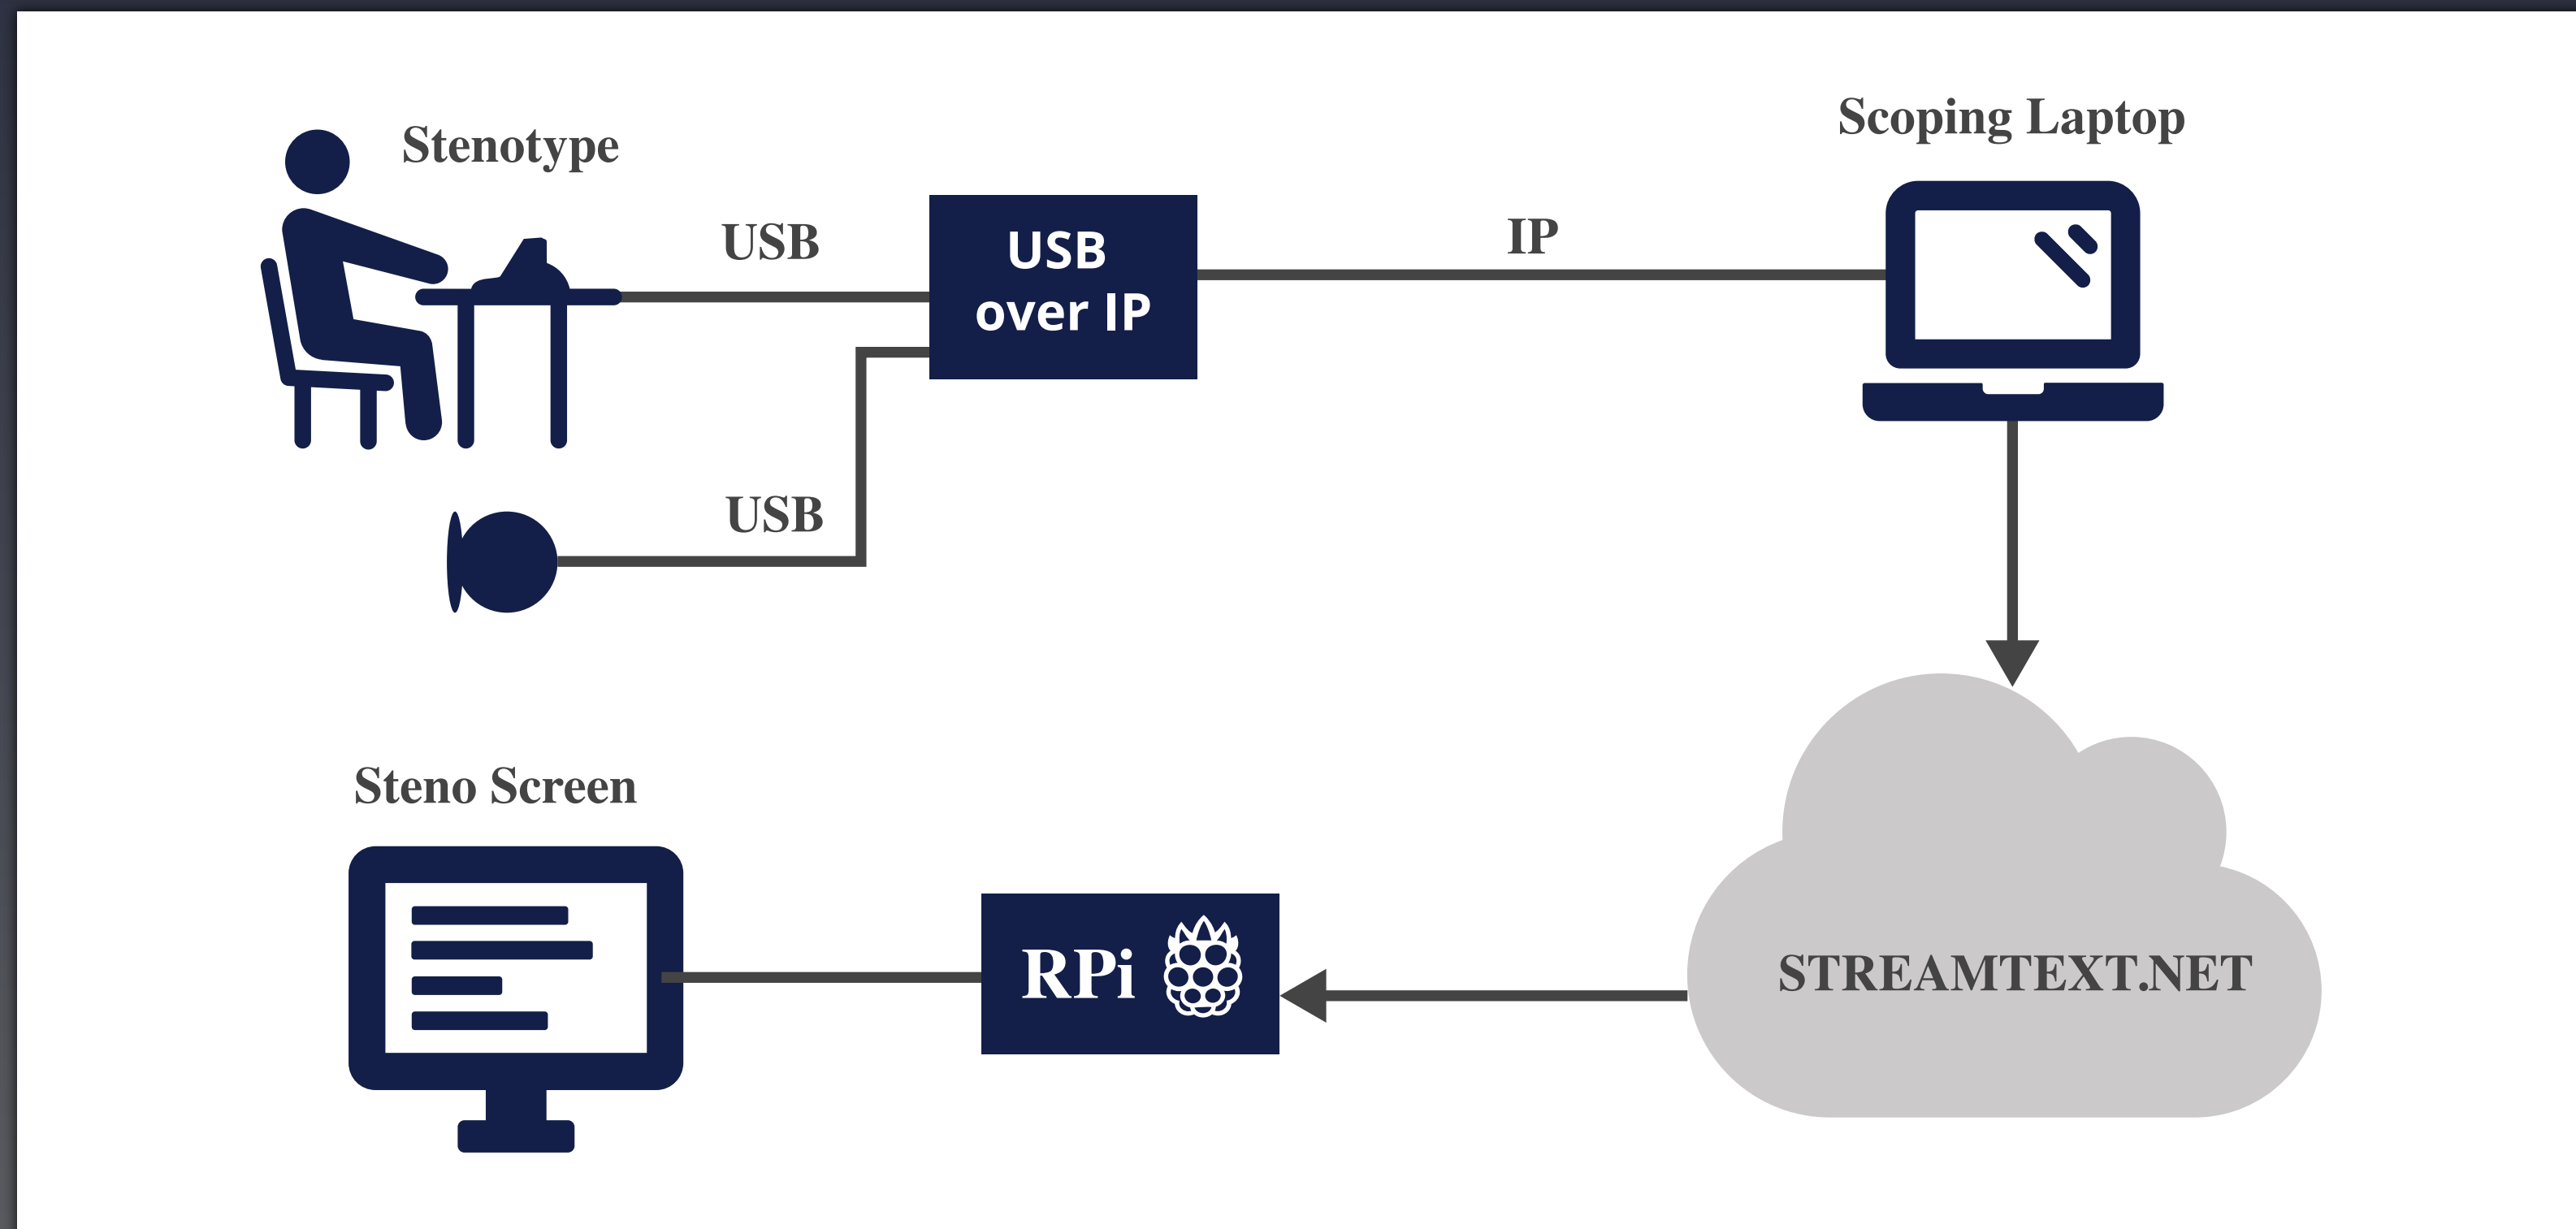 Stenotype
Scoping Laptop
USB
USB
over IP
IP
USB
Steno Screen
RPi
STREAMTEXT.NET